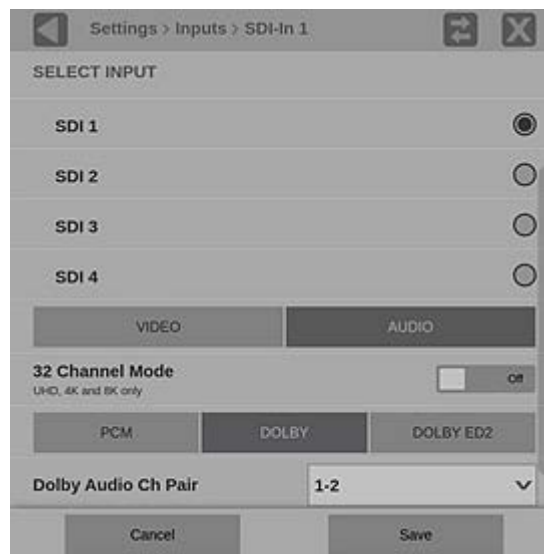 Settings > Inputs > SDI-In 1
SELECT INPUT
SDI 1
SDI 2
SDI 3
SDI 4
VIDEO AUDIO
32 Channel Mode Off
UHD, 4K and 8K only
PCM DOLBY DOLBY ED2
Dolby Audio Ch Pair 1-2
Cancel Save